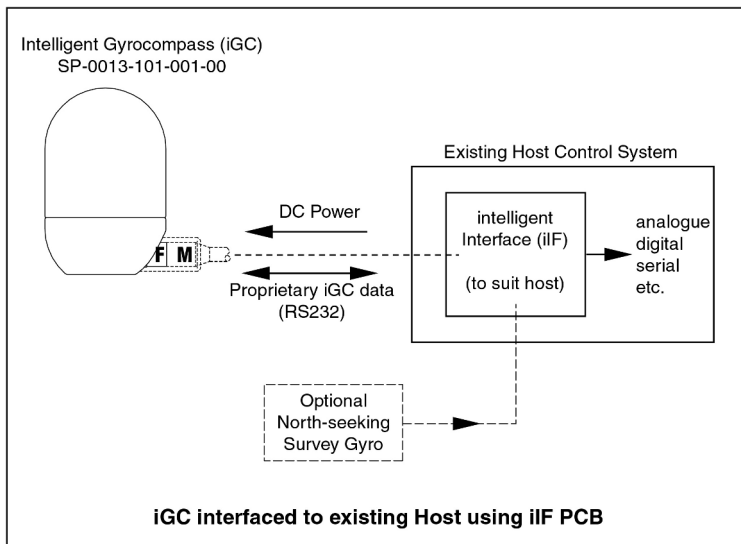 Intelligent Gyrocompass (iGC)
SP-0013-101-001-00
F M
DC Power
Proprietary iGC data
(RS232)
Existing Host Control System
intelligent
Interface (iIF)
(to suit host)
analogue
digital
serial
etc.
Optional
North-seeking
Survey Gyro
iGC interfaced to existing Host using iIF PCB